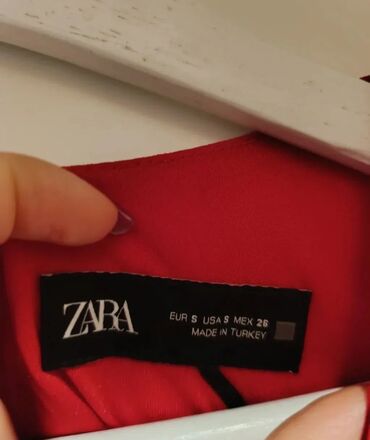 ZARA
EUR S USA S MEX 26
MADE IN TURKEY